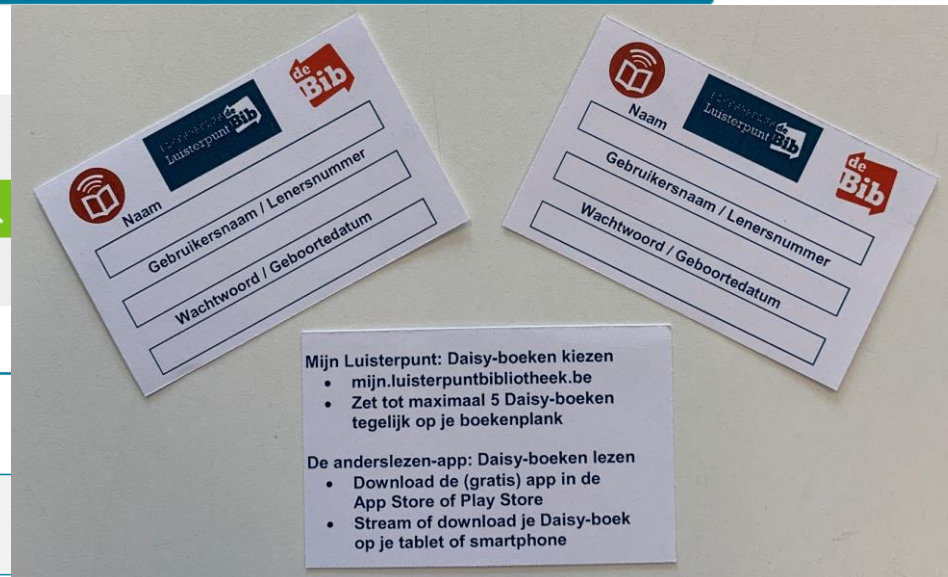 de
Bib
Luisterpunt de Bib
Naam
Gebruikersnaam / Lenersnummer
Wachtwoord / Geboortedatum
Luisterpunt de Bib
de
Bib
Naam
Gebruikersnaam / Lenersnummer
Wachtwoord / Geboortedatum
Mijn Luisterpunt: Daisy-boeken kiezen
• mijn.luisterpuntbibliotheek.be
• Zet tot maximaal 5 Daisy-boeken
tegelijk op je boekenplank
De anderslezen-app: Daisy-boeken lezen
• Download de (gratis) app in de
App Store of Play Store
• Stream of download je Daisy-boek
op je tablet of smartphone